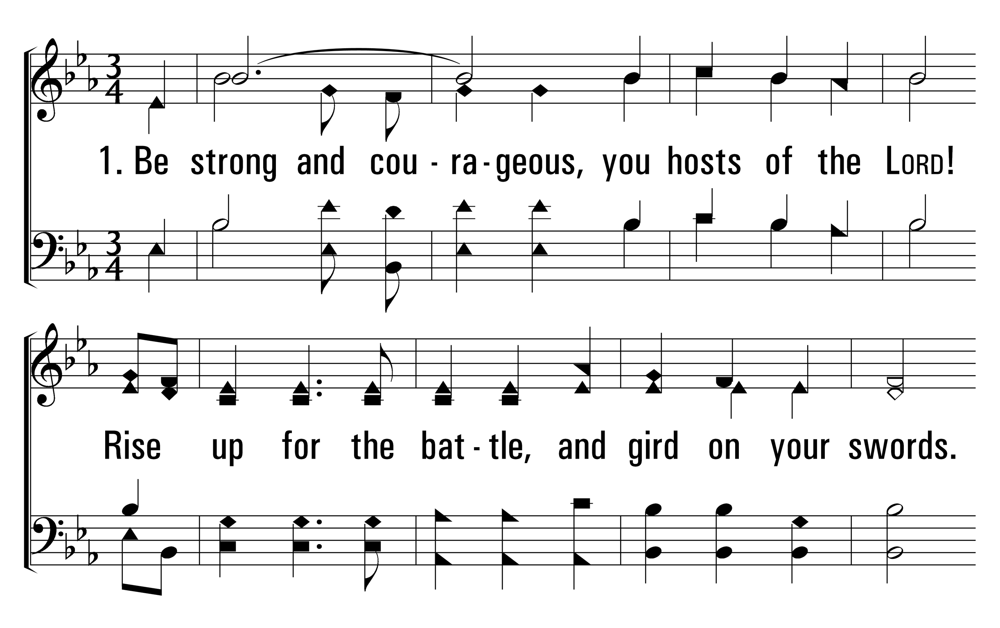 1. Be strong and cou - ra - geous, you hosts of the LORD!
Rise up for the bat - tle, and gird on your swords.